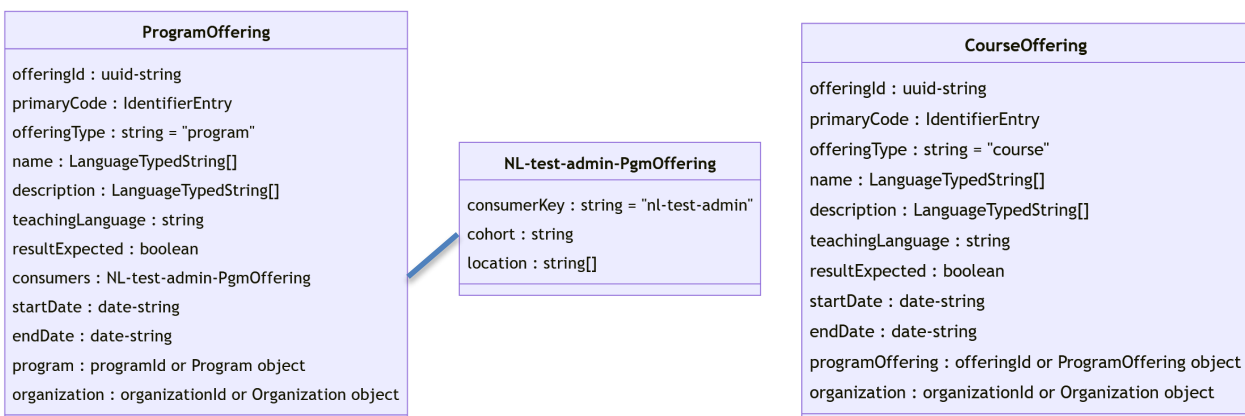 ProgramOffering
offeringId : uuid-string
primaryCode : IdentifierEntry
offeringType : string = "program"
name : LanguageTypedString[]
description : LanguageTypedString[]
teachingLanguage : string
resultExpected : boolean
consumers : NL-test-admin-PgmOffering
startDate : date-string
endDate : date-string
program : programId or Program object
organization : organizationId or Organization object
NL-test-admin-PgmOffering
consumerKey : string = "nl-test-admin"
cohort : string
location : string[]
CourseOffering
offeringId : uuid-string
primaryCode : IdentifierEntry
offeringType : string = "course"
name : LanguageTypedString[]
description : LanguageTypedString[]
teachingLanguage : string
resultExpected : boolean
startDate : date-string
endDate : date-string
programOffering : offeringId or ProgramOffering object
organization : organizationId or Organization object